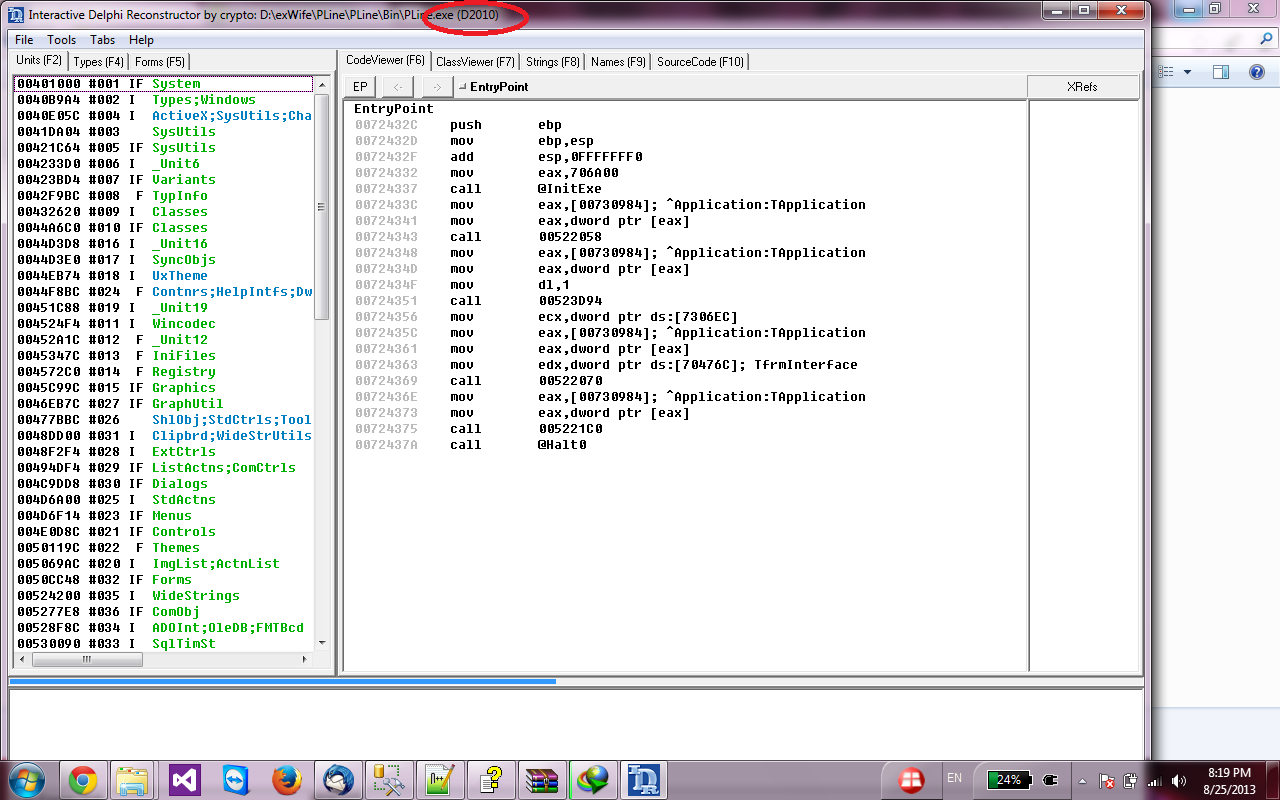 Interactive Delphi Reconstructor by crypto: D:\exWife\PLine\PLine\Bin\PLine.exe (D2010)
File Tools Tabs Help
Units (F2) Types (F4) Forms (F5)
CodeViewer (F6) ClassViewer (F7) Strings (F8) Names (F9) SourceCode (F10)
00401000 #001 IF System
0040B9A4 #002 I Types;Windows
0040E05C #004 I ActiveX;SysUtils;Cha
0041DA04 #003 SysUtils
00421C64 #005 IF SysUtils
004233D0 #006 I _Unit6
00423BD4 #007 IF Variants
0042F9BC #008 F TypInfo
00432620 #009 I Classes
0044A6C0 #010 IF Classes
0044D3D8 #016 I _Unit16
0044D3E0 #017 I SyncObjs
0044EB74 #018 I UxTheme
0044F8BC #024 F Contnrs;HelpIntfs;Dw
00451C88 #019 I _Unit19
004524F4 #011 I Wincodec
00452A1C #012 F _Unit12
0045347C #013 F IniFiles
004572C0 #014 F Registry
0045C99C #015 IF Graphics
0046EB7C #027 IF GraphUtil
00477BBC #026 ShlObj;StdCtrls;Tool
0048DD00 #031 I Clipbrd;WideStrUtils
0048F2F4 #028 I ExtCtrls
00494DF4 #029 IF ListActns;ComCtrls
004C9DD8 #030 IF Dialogs
004D6A00 #025 I StdActns
004D6F14 #023 IF Menus
004E0D8C #021 IF Controls
0050119C #022 F Themes
005069AC #020 I ImgList;ActnList
0050CC48 #032 IF Forms
00524200 #035 I WideStrings
005277E8 #036 IF ComObj
00528F8C #034 I ADOInt;OleDB;FMTBcd
00530090 #033 I SqlTimSt
EP <- -> EntryPoint XRefs
EntryPoint
0072432C push ebp
0072432D mov ebp,esp
0072432F add esp,0FFFFFFF0
00724332 mov eax,706A00
00724337 call @InitExe
0072433C mov eax,[00730984]; ^Application:TApplication
00724341 mov eax,dword ptr [eax]
00724343 call 00522058
00724348 mov eax,[00730984]; ^Application:TApplication
0072434D mov eax,dword ptr [eax]
0072434F mov dl,1
00724351 call 00523D94
00724356 mov ecx,dword ptr ds:[7306EC]
0072435C mov eax,[00730984]; ^Application:TApplication
00724361 mov eax,dword ptr [eax]
00724363 mov edx,dword ptr ds:[70476C]; TfrmInterface
00724369 call 00522070
0072436E mov eax,[00730984]; ^Application:TApplication
00724373 mov eax,dword ptr [eax]
00724375 call 005221C0
0072437A call @Halt0
EN 24% 8:19 PM
8/25/2013